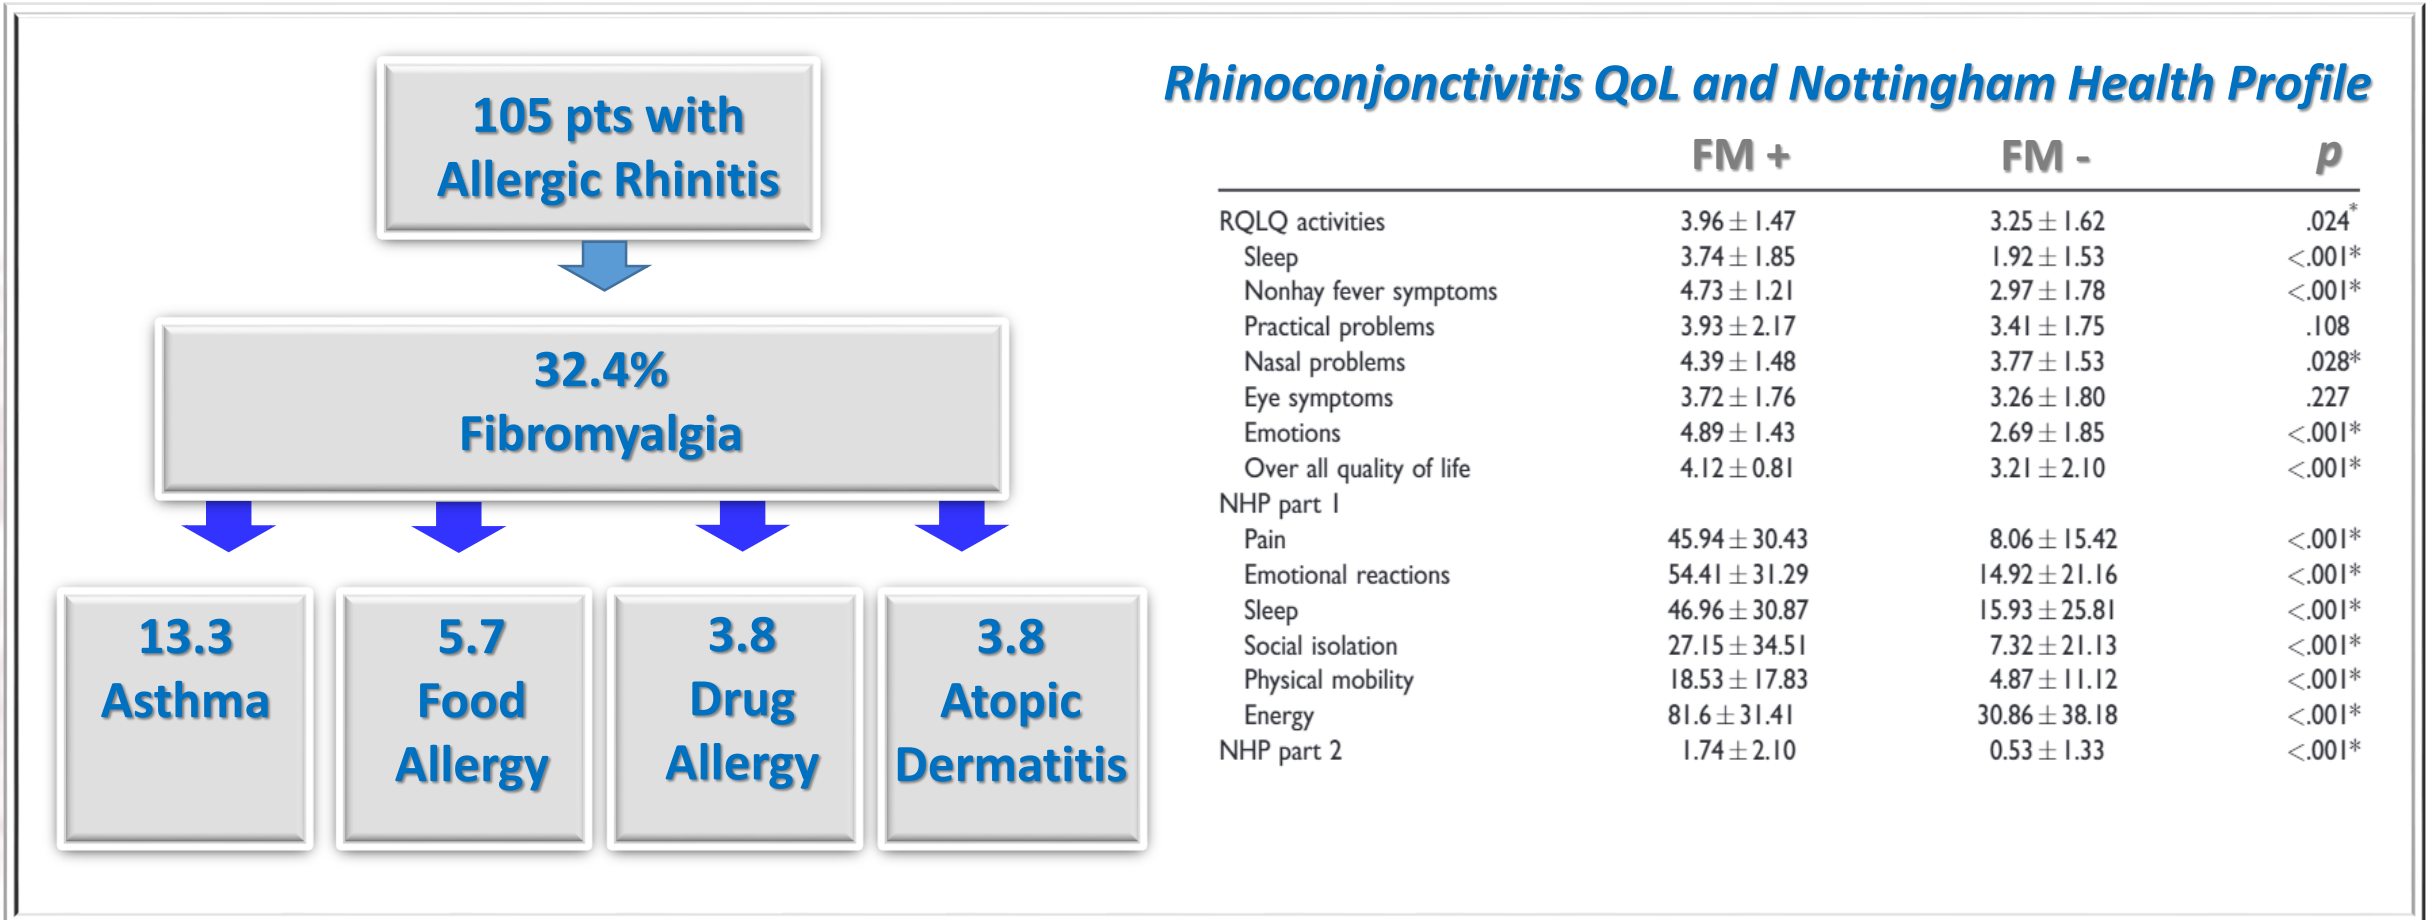 105 pts with
Allergic Rhinitis
32.4%
Fibromyalgia
13.3
Asthma
5.7
Food
Allergy
3.8
Drug
Allergy
3.8
Atopic
Dermatitis
Rhinoconjonctivitis QoL and Nottingham Health Profile
FM + FM - p
RQLQ activities 3.96 ± 1.47 3.25 ± 1.62 .024*
Sleep 3.74 ± 1.85 1.92 ± 1.53 <.001*
Nonhay fever symptoms 4.73 ± 1.21 2.97 ± 1.78 <.001*
Practical problems 3.93 ± 2.17 3.41 ± 1.75 .108
Nasal problems 4.39 ± 1.48 3.77 ± 1.53 .028*
Eye symptoms 3.72 ± 1.76 3.26 ± 1.80 .227
Emotions 4.89 ± 1.43 2.69 ± 1.85 <.001*
Over all quality of life 4.12 ± 0.81 3.21 ± 2.10 <.001*
NHP part 1
Pain 45.94 ± 30.43 8.06 ± 15.42 <.001*
Emotional reactions 54.41 ± 31.29 14.92 ± 21.16 <.001*
Sleep 46.96 ± 30.87 15.93 ± 25.81 <.001*
Social isolation 27.15 ± 34.51 7.32 ± 21.13 <.001*
Physical mobility 18.53 ± 17.83 4.87 ± 11.12 <.001*
Energy 81.6 ± 31.41 30.86 ± 38.18 <.001*
NHP part 2 1.74 ± 2.10 0.53 ± 1.33 <.001*